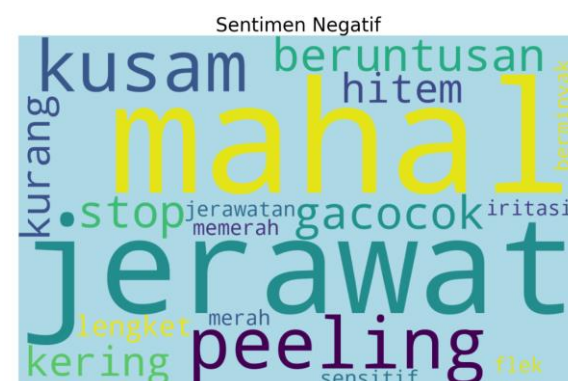 Sentimen Negatif
kusam
beruntusan
hitem
berminyak
mahal
kurang
stop
jerawatan
gacocok
iritasi
memerah
jerawat
lengket
merah
peeling
kering
sensitif
flek